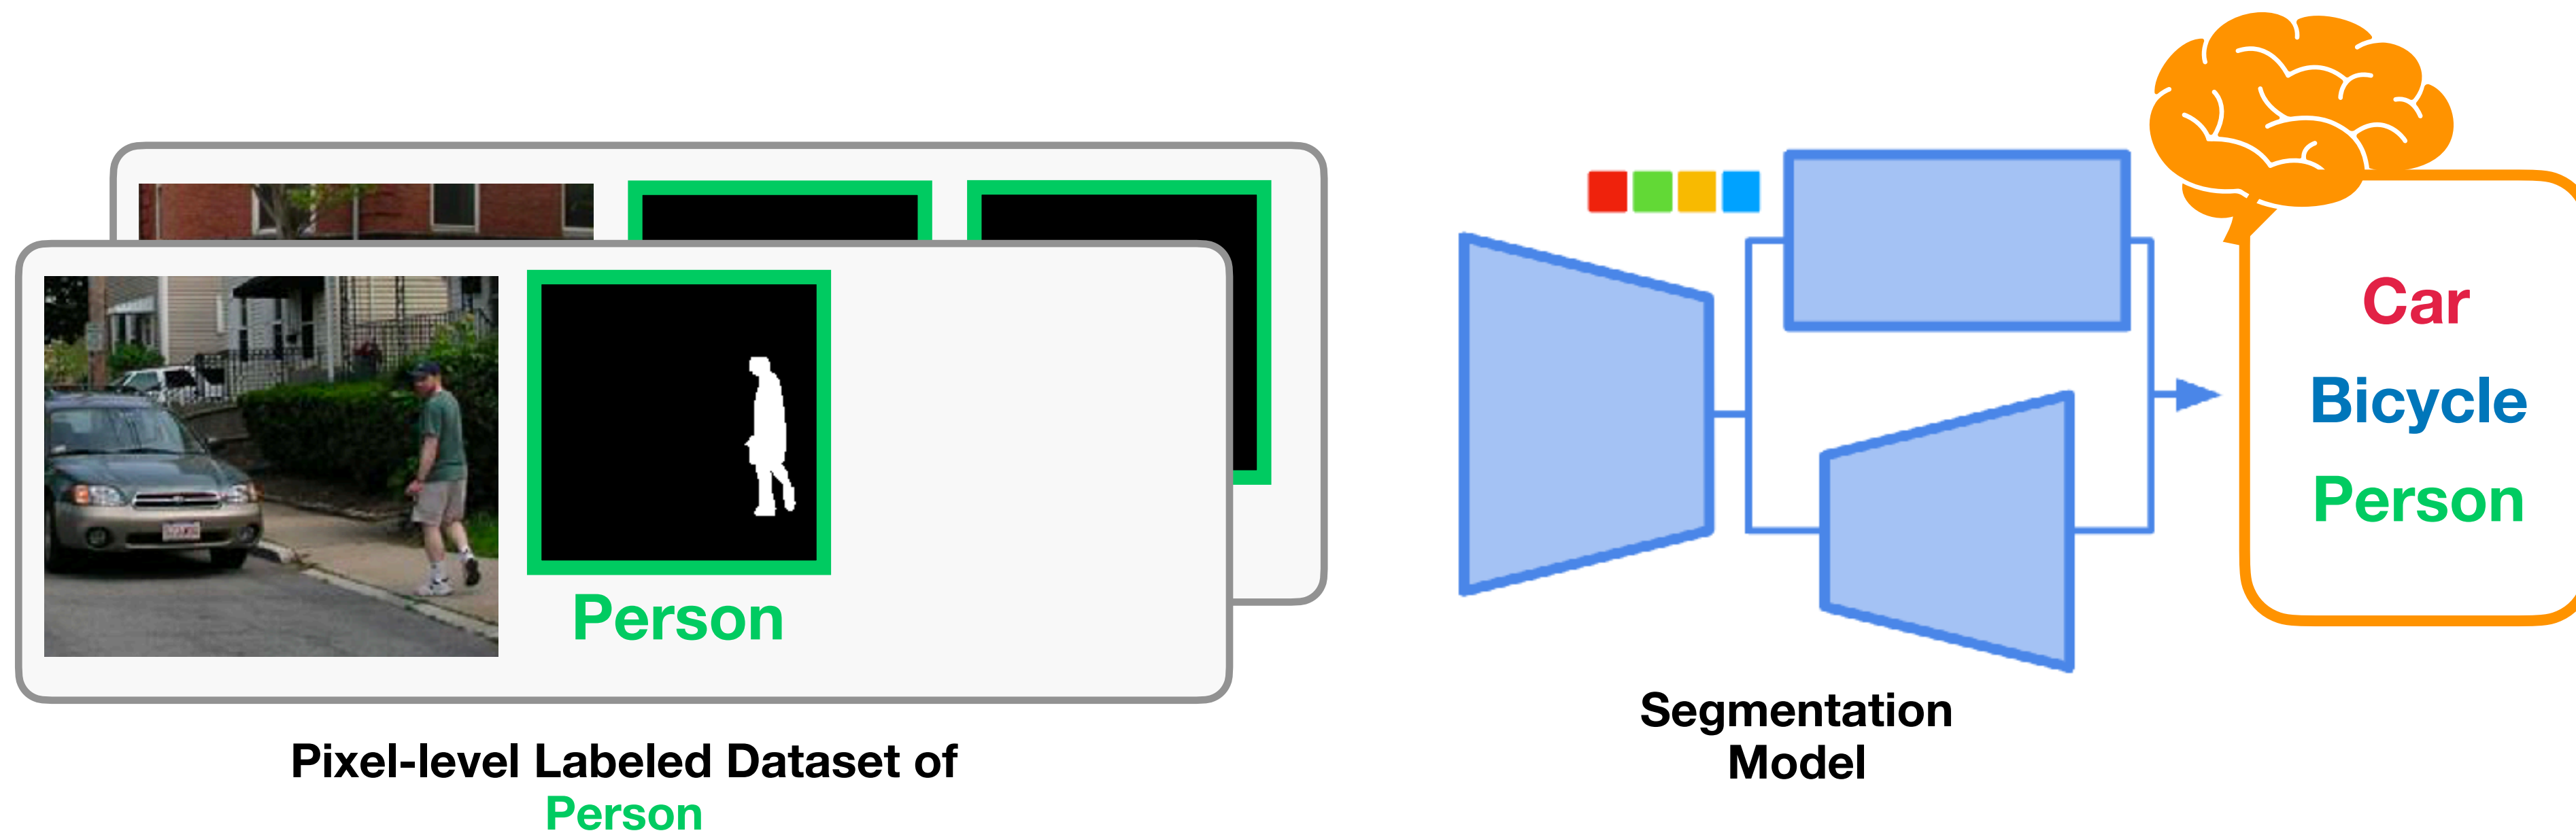 Person
Pixel-level Labeled Dataset of
Person
Segmentation
Model
Car
Bicycle
Person